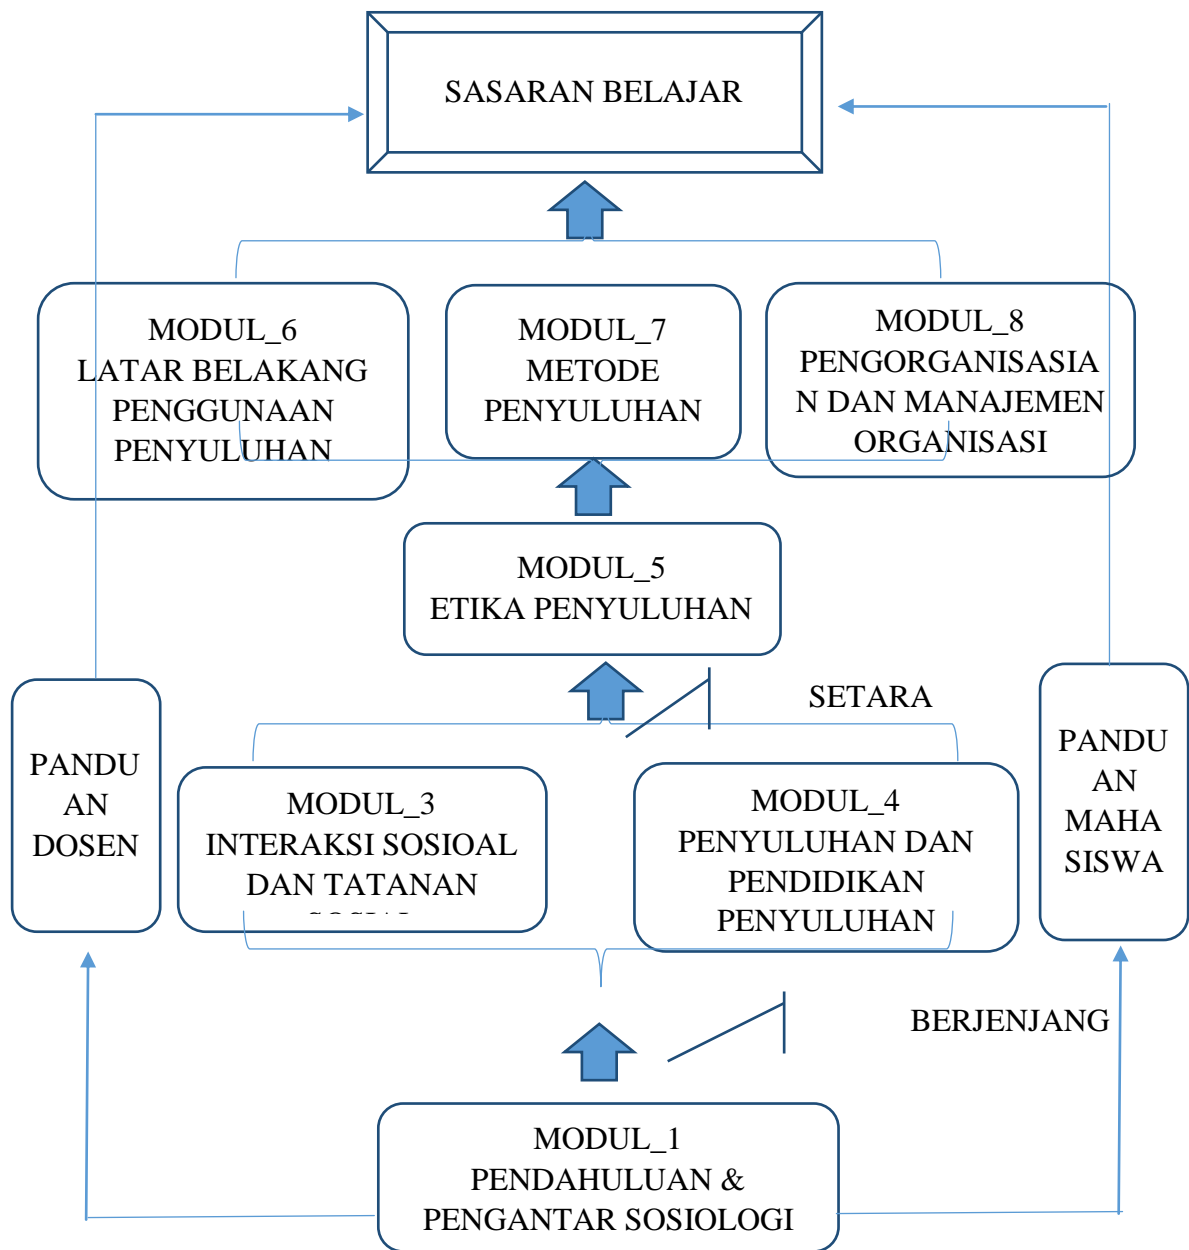 SASARAN BELAJAR
MODUL_6
LATAR BELAKANG
PENGGUNAAN
PENYULUHAN
MODUL_7
METODE
PENYULUHAN
MODUL_8
PENGORGANISASIA
N DAN MANAJEMEN
ORGANISASI
MODUL_5
ETIKA PENYULUHAN
SETARA
PANDU
AN
DOSEN
MODUL_3
INTERAKSI SOSIOAL
DAN TATANAN
MODUL_4
PENYULUHAN DAN
PENDIDIKAN
PENYULUHAN
PANDU
AN
MAHA
SISWA
BERJENJANG
MODUL_1
PENDAHULUAN &
PENGANTAR SOSIOLOGI